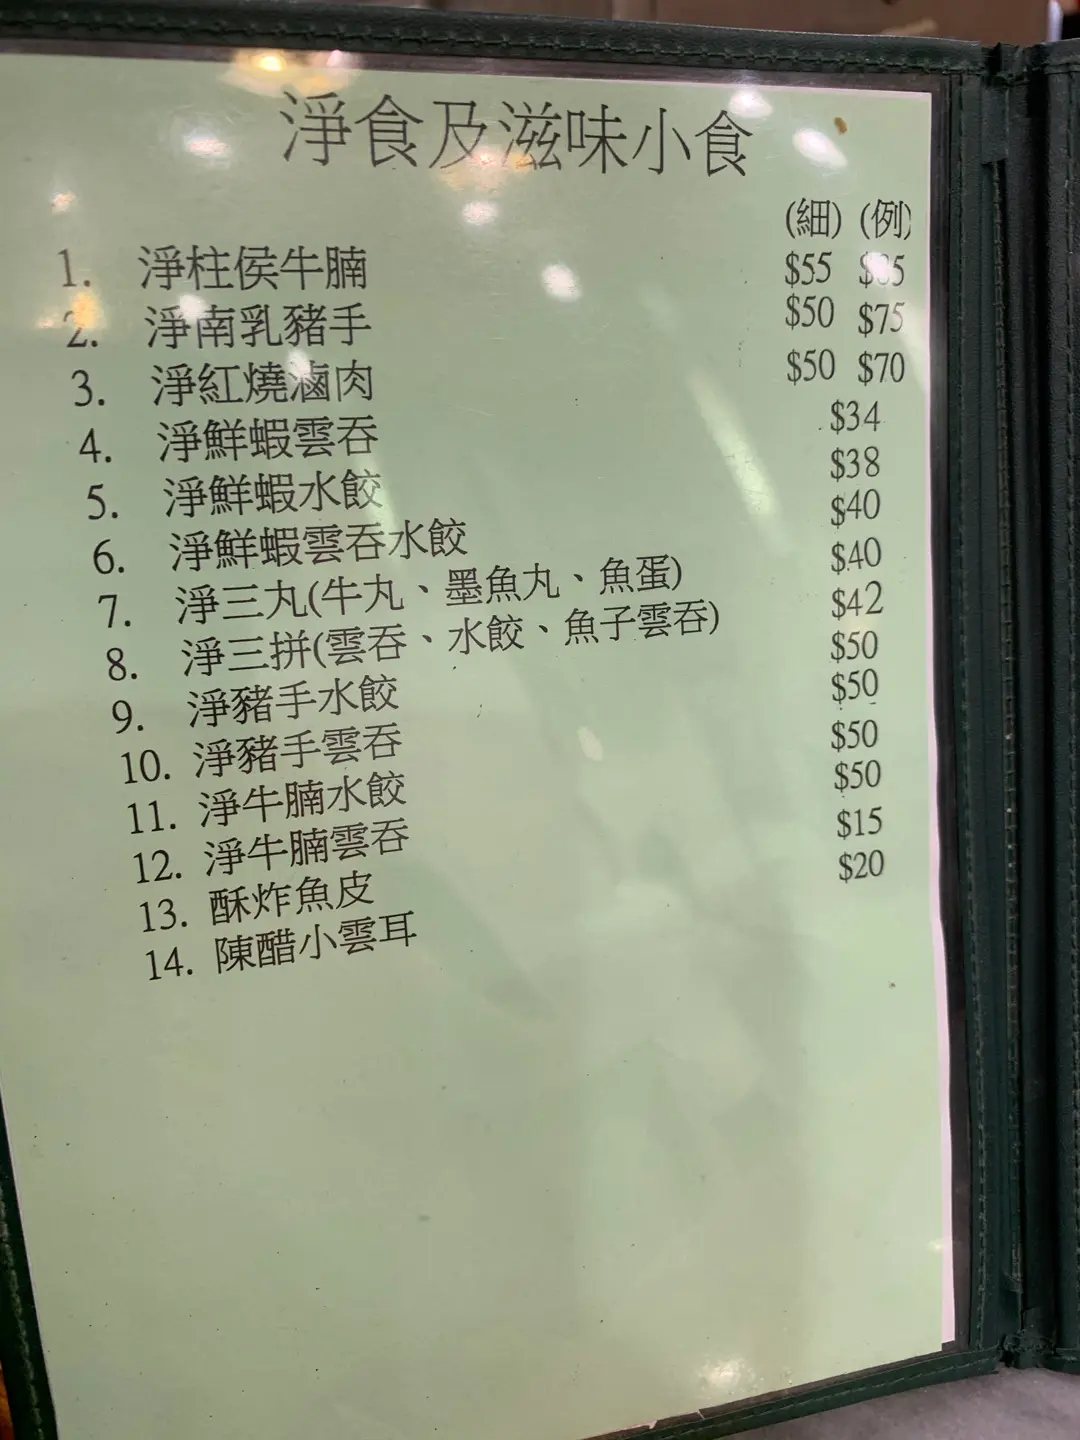 淨食及滋味小食
(細) (例)
1. 淨柱侯牛腩 $55
2. 淨南乳豬手 $50 $75
3. 淨紅燒滷肉 $50 $70
4. 淨鮮蝦雲吞 $34
5. 淨鮮蝦水餃 $38
6. 淨鮮蝦雲吞水餃 $40
7. 淨三丸(牛丸、墨魚丸、魚蛋) $40
8. 淨三拼(雲吞、水餃、魚子雲吞) $42
9. 淨豬手水餃 $50
10. 淨豬手雲吞 $50
11. 淨牛腩水餃 $50
12. 淨牛腩雲吞 $50
13. 酥炸魚皮 $15
14. 陳醋小雲耳 $20